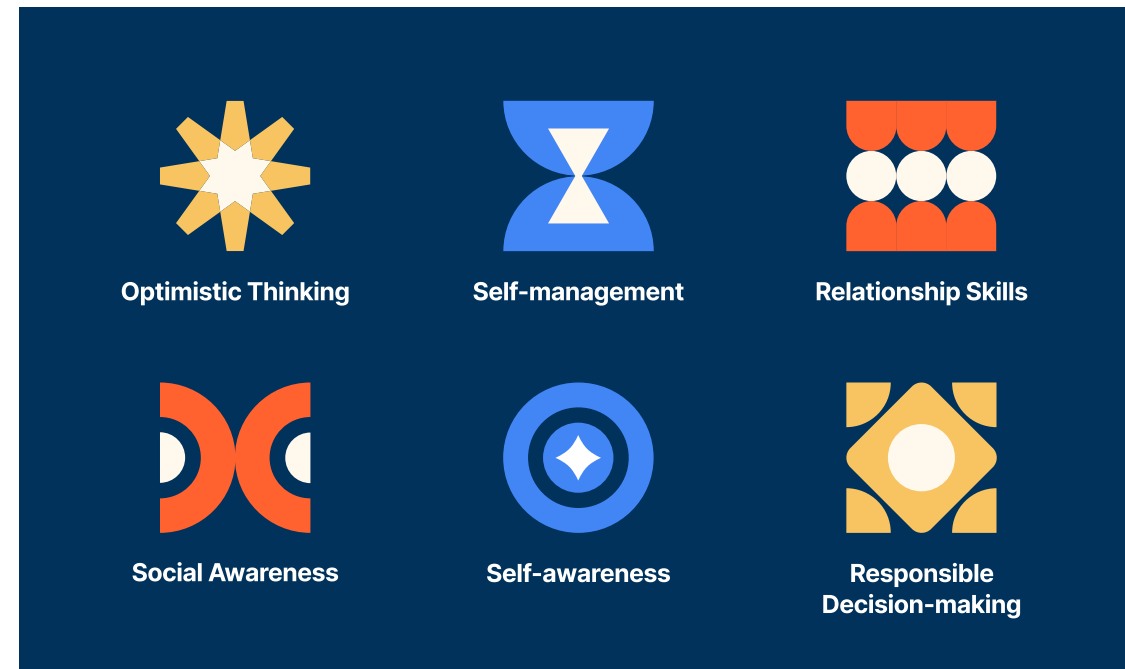 Optimistic Thinking
Self-management
Relationship Skills
Social Awareness
Self-awareness
Responsible
Decision-making